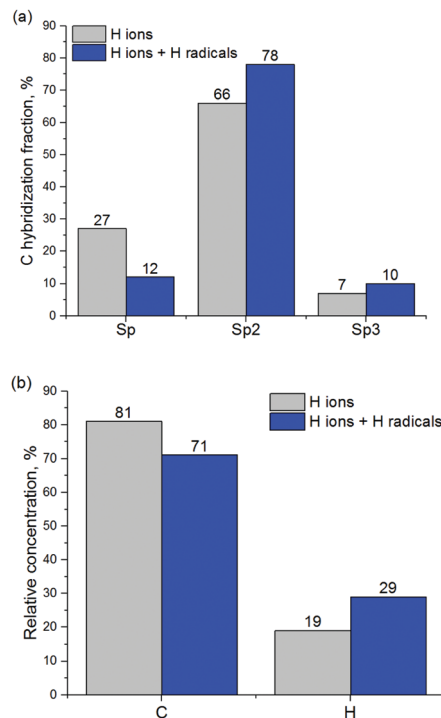 (a)
H ions
H ions + H radicals
C hybridization fraction, %
90
80
70
60
50
40
30
20
10
0
27
12
66
78
7
10
Sp
Sp2
Sp3
(b)
H ions
H ions + H radicals
Relative concentration, %
90
80
70
60
50
40
30
20
10
0
81
71
19
29
C
H